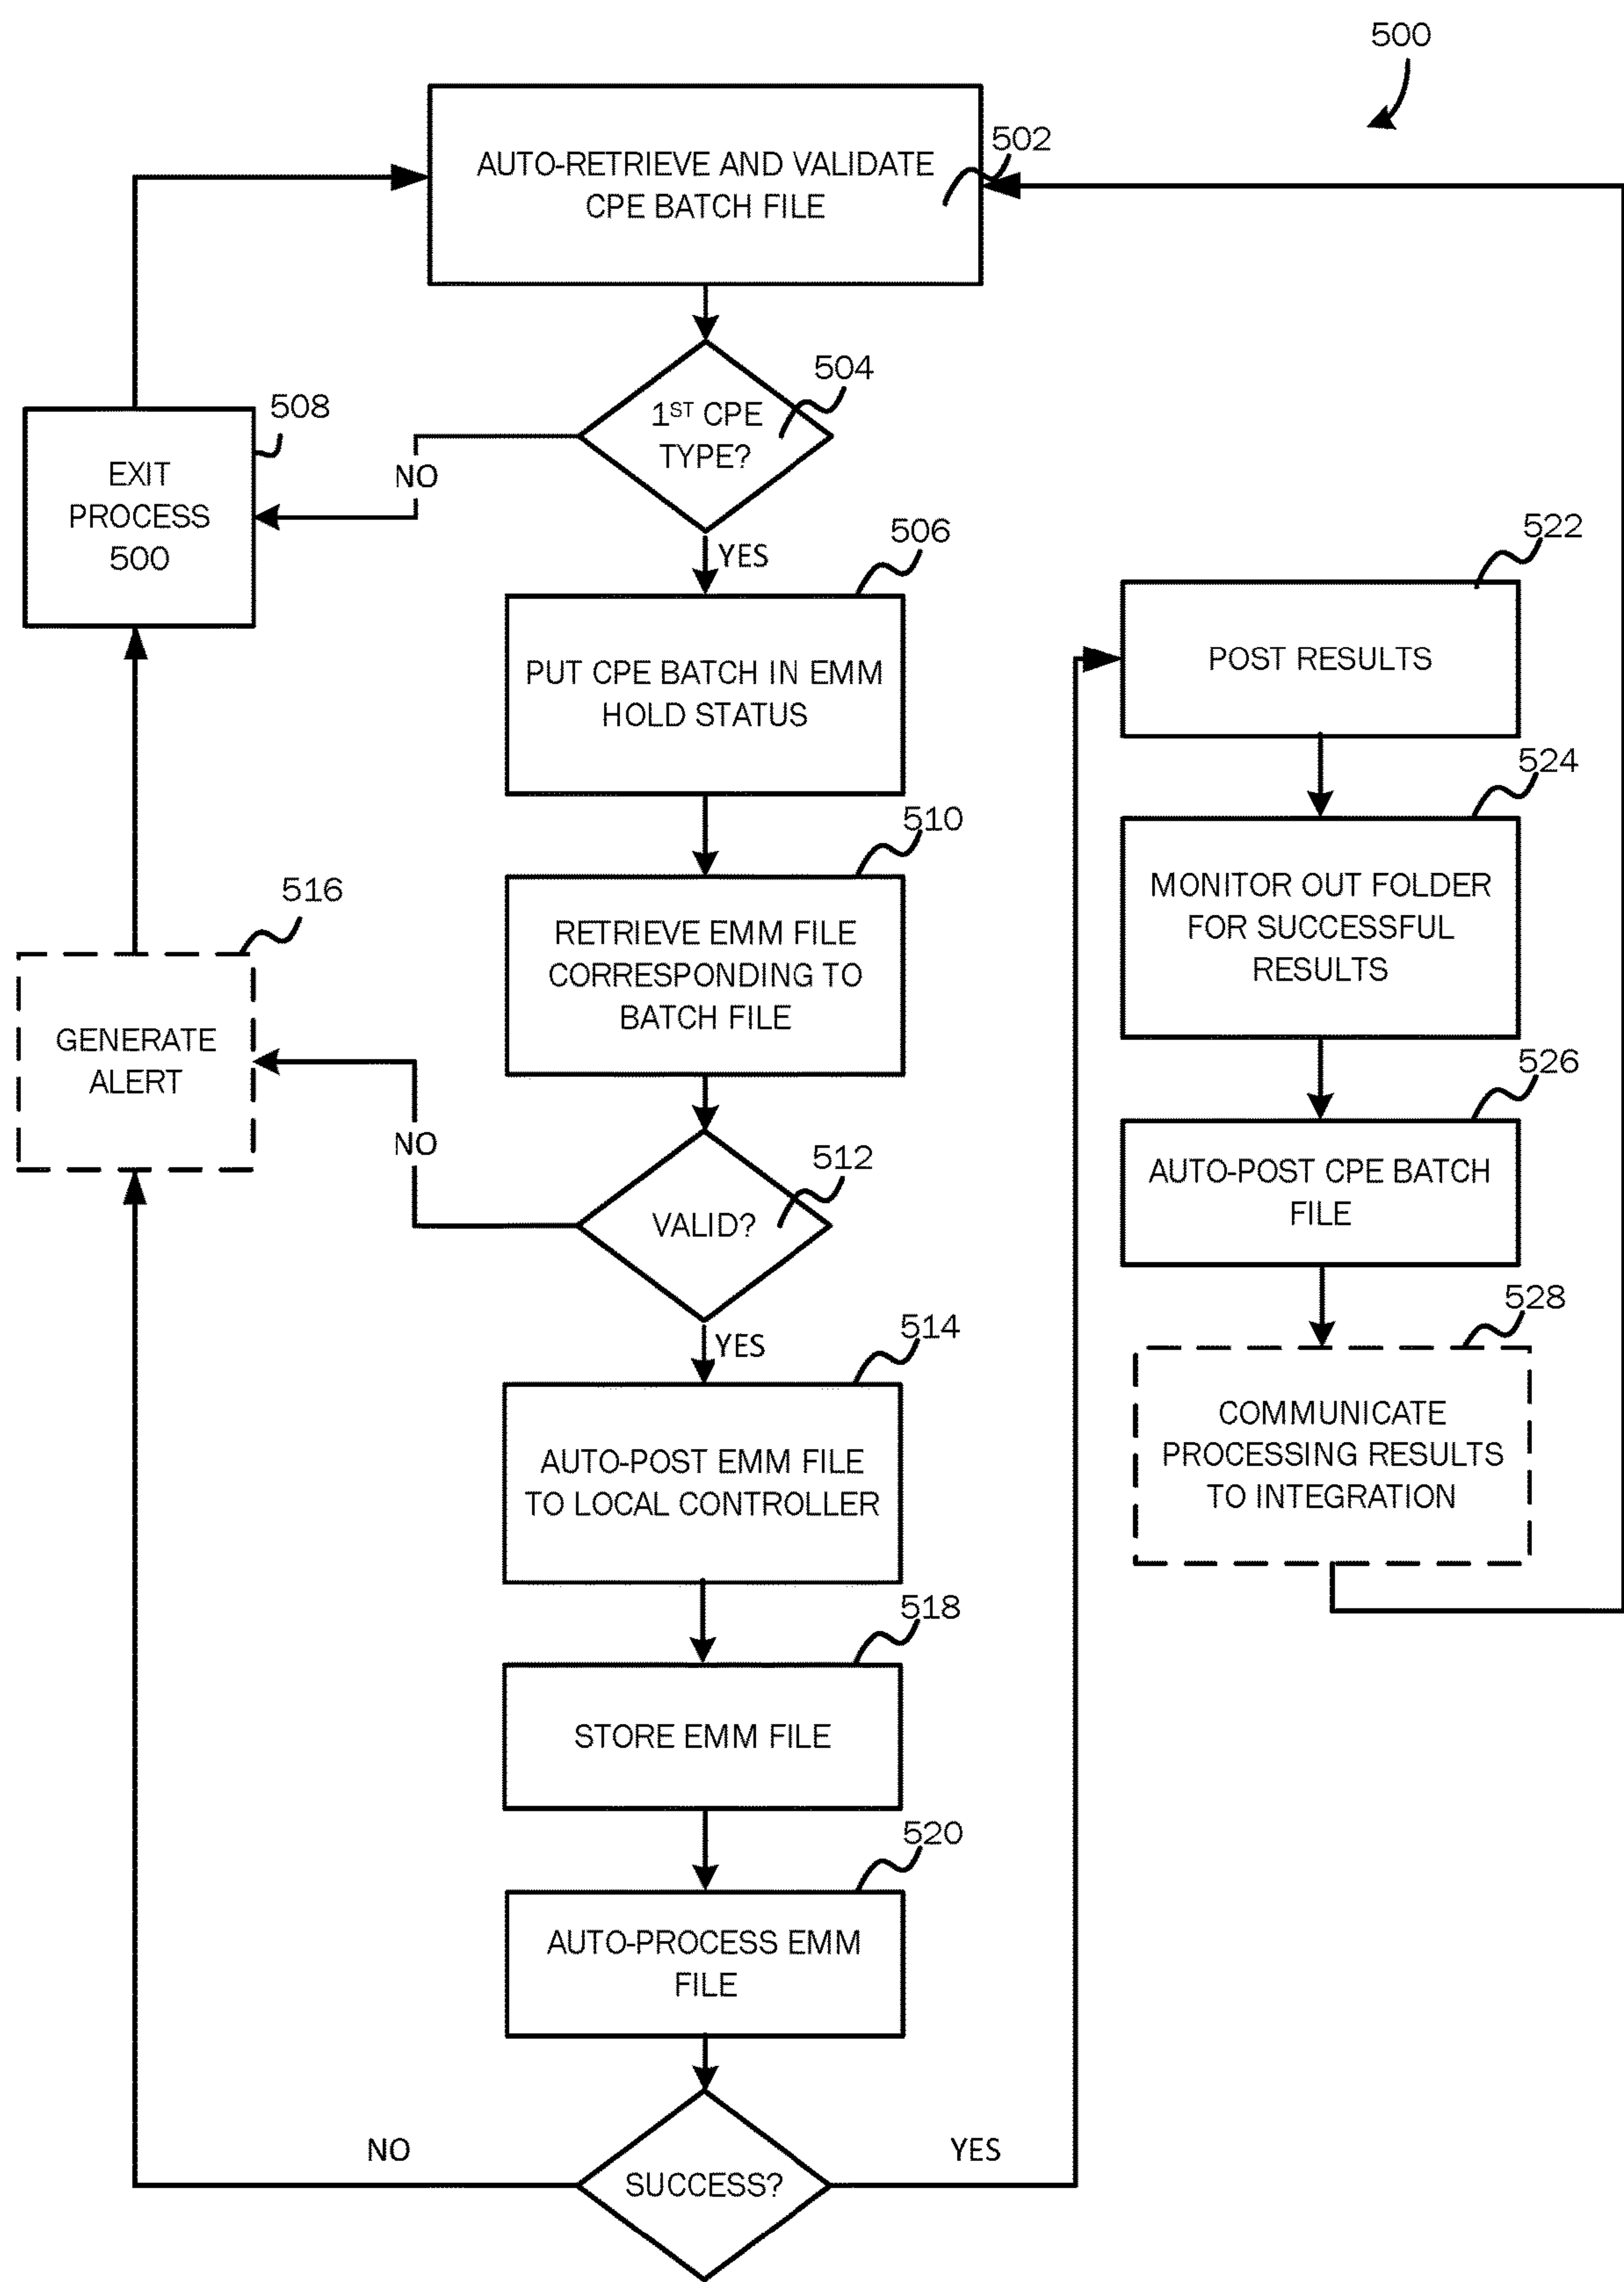 500
AUTO-RETRIEVE AND VALIDATE
CPE BATCH FILE
502
1ST CPE
TYPE?
504
NO
EXIT
PROCESS
500
508
YES
506
PUT CPE BATCH IN EMM
HOLD STATUS
510
RETRIEVE EMM FILE
CORRESPONDING TO
BATCH FILE
516
GENERATE
ALERT
NO
512
VALID?
YES
514
AUTO-POST EMM FILE
TO LOCAL CONTROLLER
518
STORE EMM FILE
520
AUTO-PROCESS EMM
FILE
NO
SUCCESS?
YES
522
POST RESULTS
524
MONITOR OUT FOLDER
FOR SUCCESSFUL
RESULTS
526
AUTO-POST CPE BATCH
FILE
528
COMMUNICATE
PROCESSING RESULTS
TO INTEGRATION